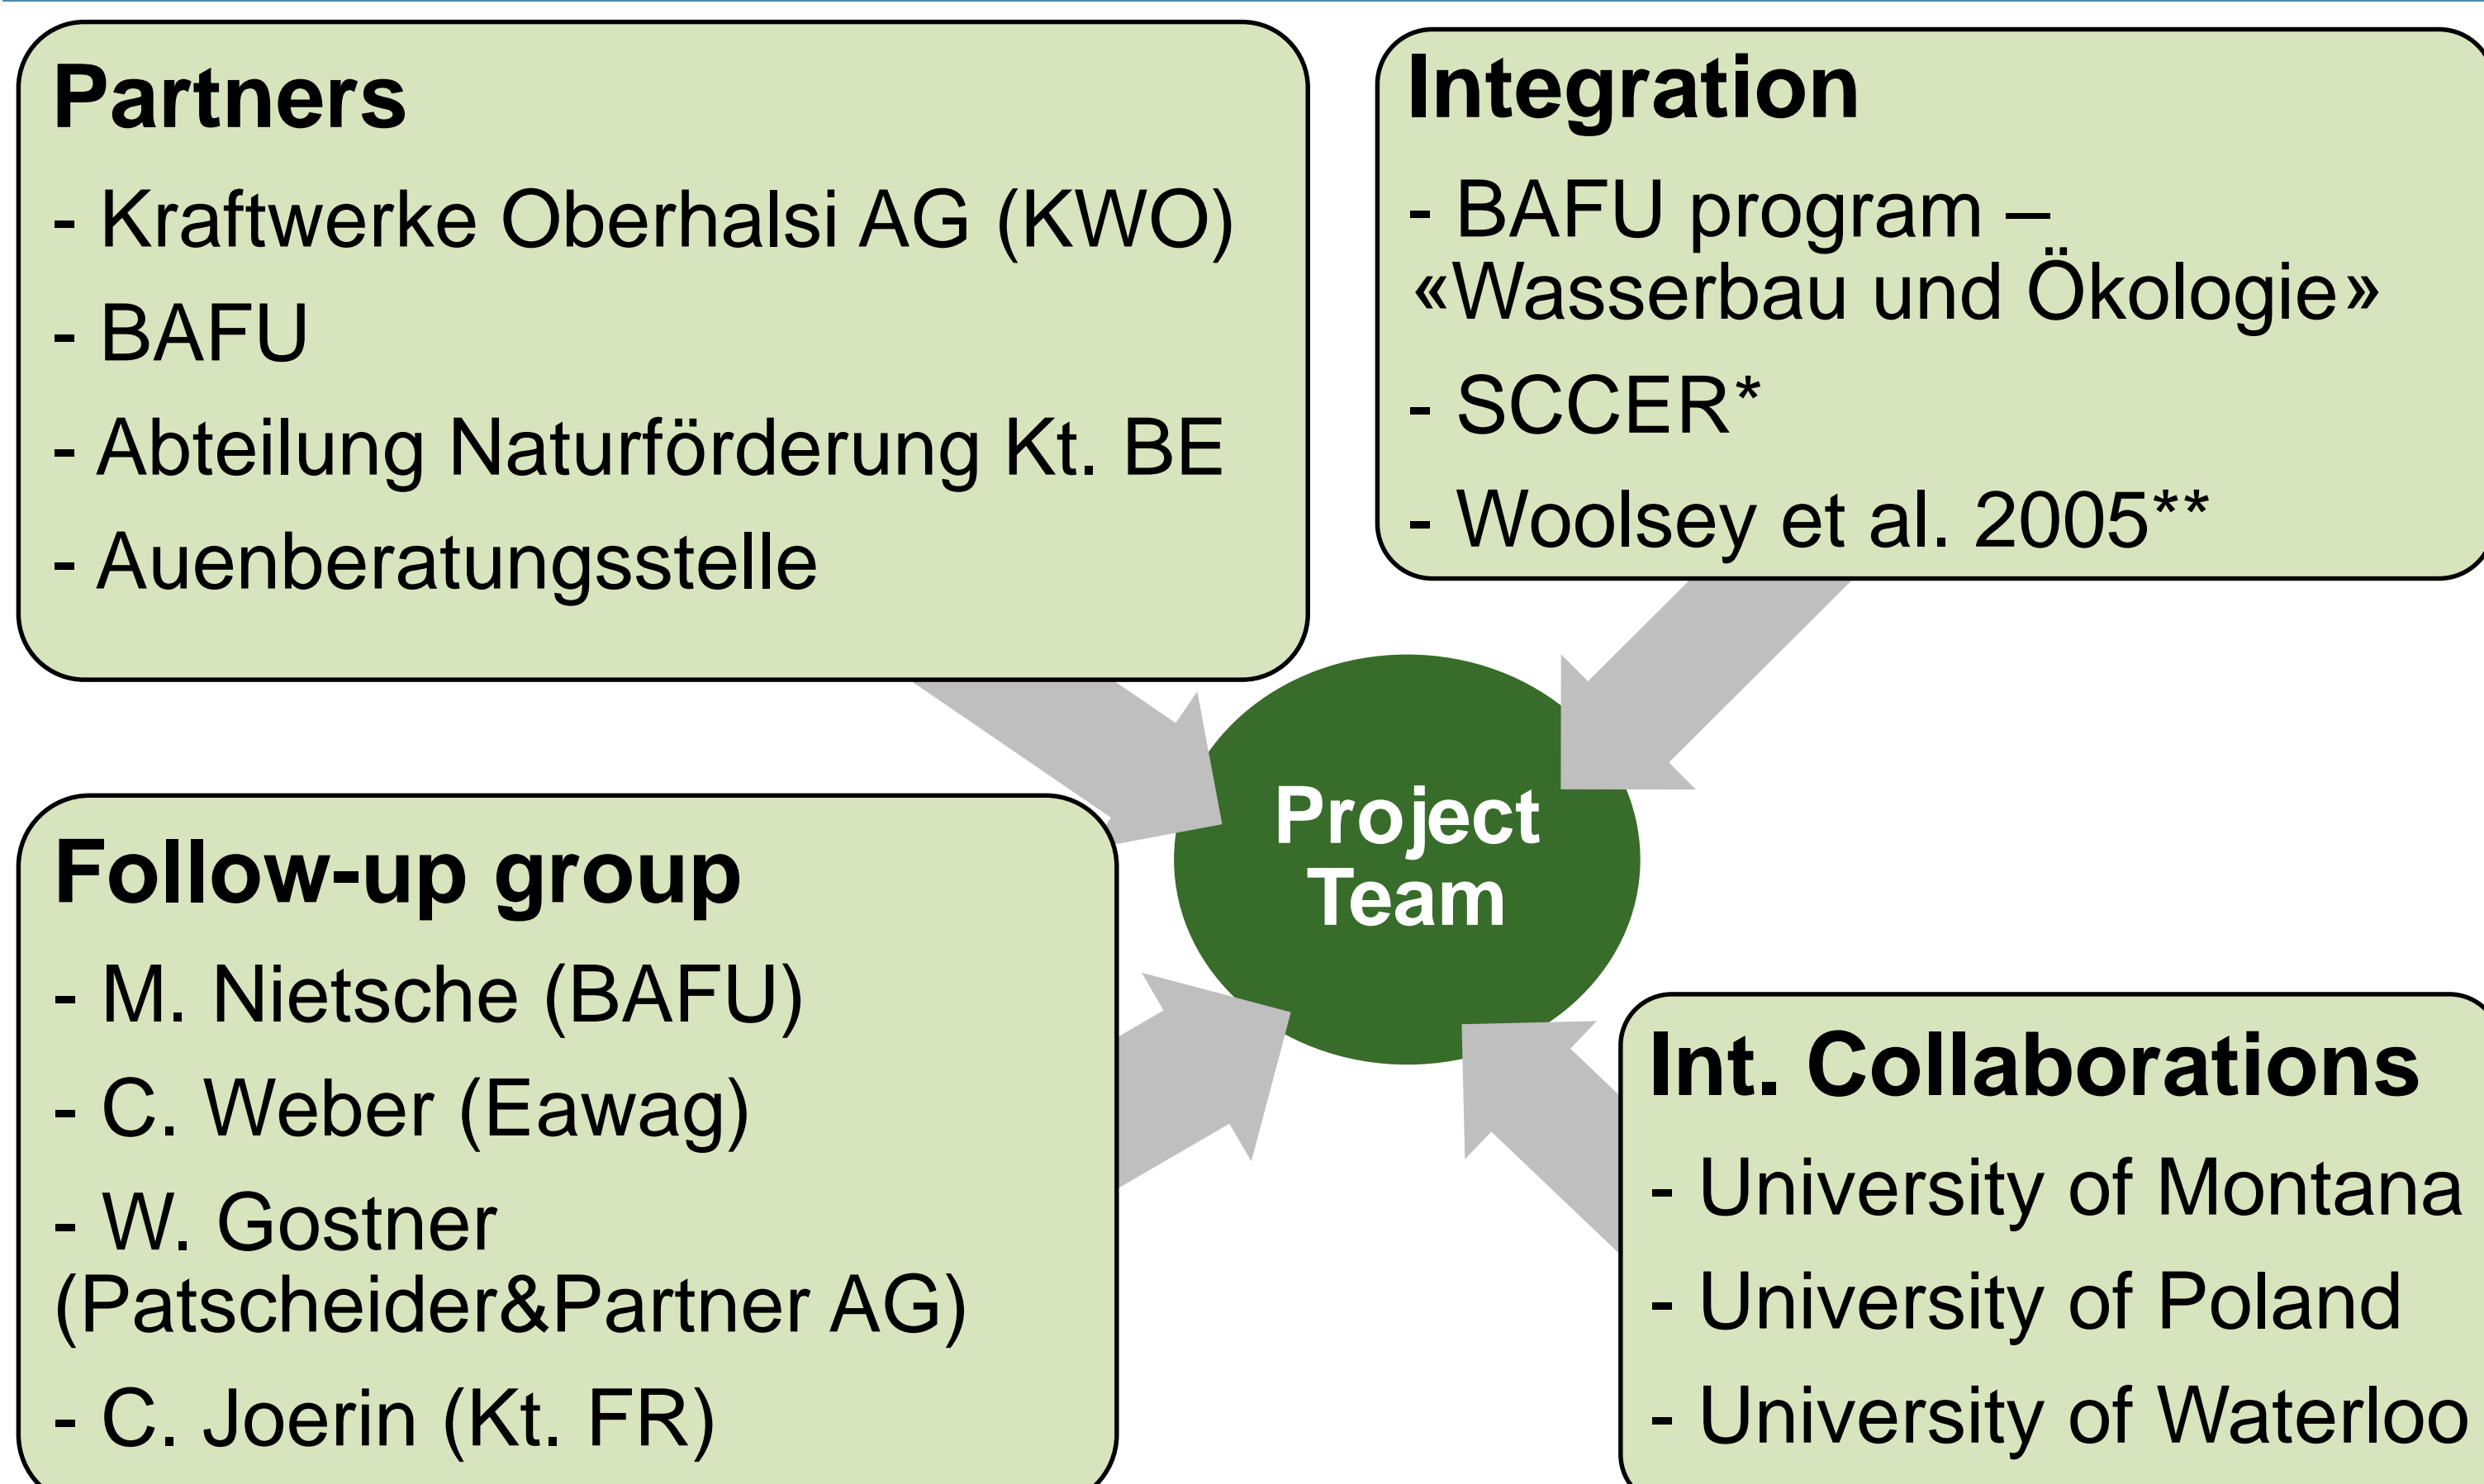 Partners
- Kraftwerke Oberhalsi AG (KWO)
- BAFU
- Abteilung Naturförderung Kt. BE
- Auenberatungsstelle
Integration
- BAFU program –
«Wasserbau und Ökologie»
- SCCER*
- Woolsey et al. 2005**
Project
Team
Follow-up group
- M. Nietsche (BAFU)
- C. Weber (Eawag)
- W. Gostner
(Patscheider&Partner AG)
- C. Joerin (Kt. FR)
Int. Collaborations
- University of Montana
- University of Poland
- University of Waterloo